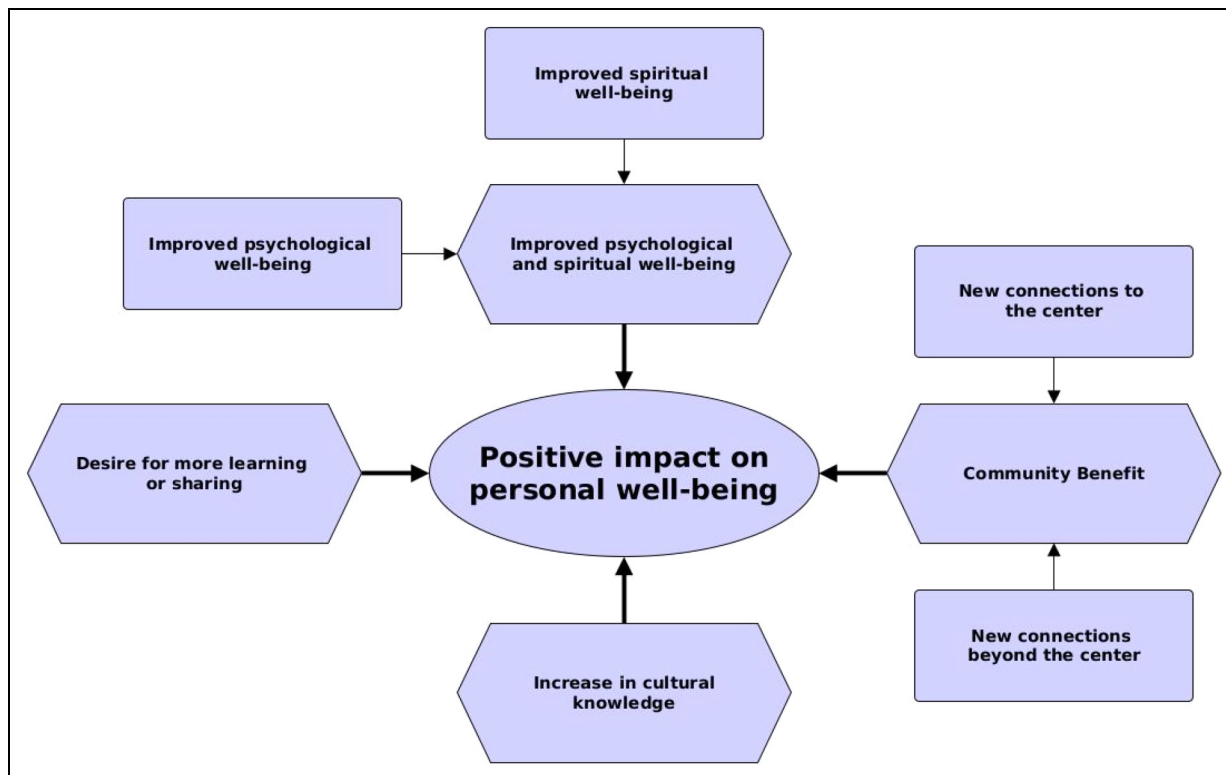 Improved spiritual
well-being
Improved psychological
well-being
Improved psychological
and spiritual well-being
New connections to
the center
Desire for more learning
or sharing
Positive impact on
personal well-being
Community Benefit
Increase in cultural
knowledge
New connections
beyond the center